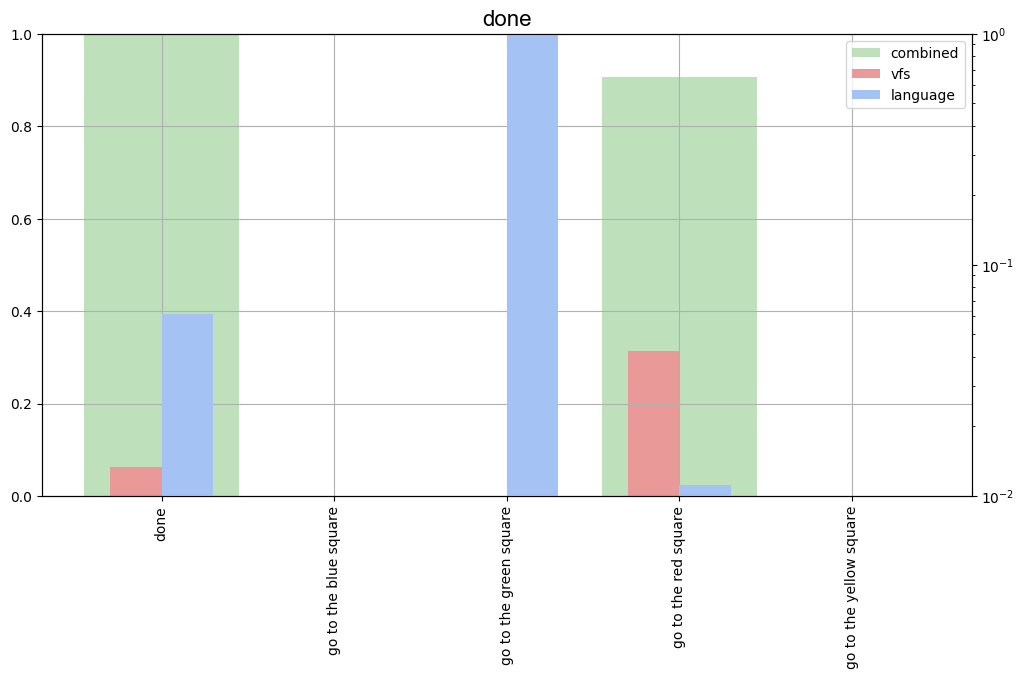 done
1.0
0.8
0.6
0.4
0.2
0.0
10^0
10^-1
10^-2
combined
vfs
language
done
go to the blue square
go to the green square
go to the red square
go to the yellow square